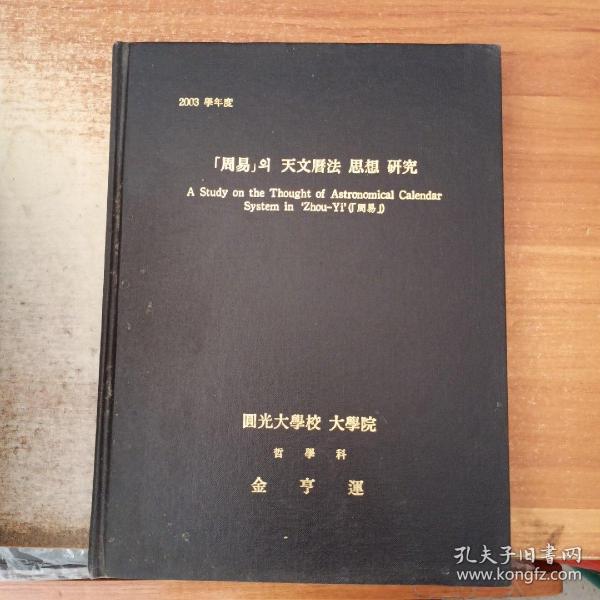 2003 學年度
「周易」의 天文曆法 思想 硏究
A Study on the Thought of Astronomical Calendar
System in 'Zhou-Yi'(「周易」)
圓光大學校 大學院
哲 學 科
金 亨 運
孔夫子旧书网
www.kongfz.com